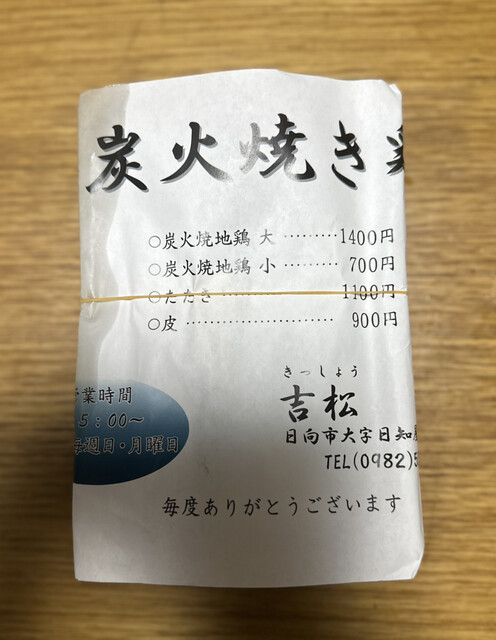 炭火焼き鶏
○炭火焼地鶏 大 ········· 1400円
○炭火焼地鶏 小 ········ 700円
○たたき ············· 1100円
○皮 ······················· 900円
きっしょう
吉松
日向市大字日知屋
TEL(0982)5
営業時間
5:00〜
毎週日・月曜日
毎度ありがとうございます